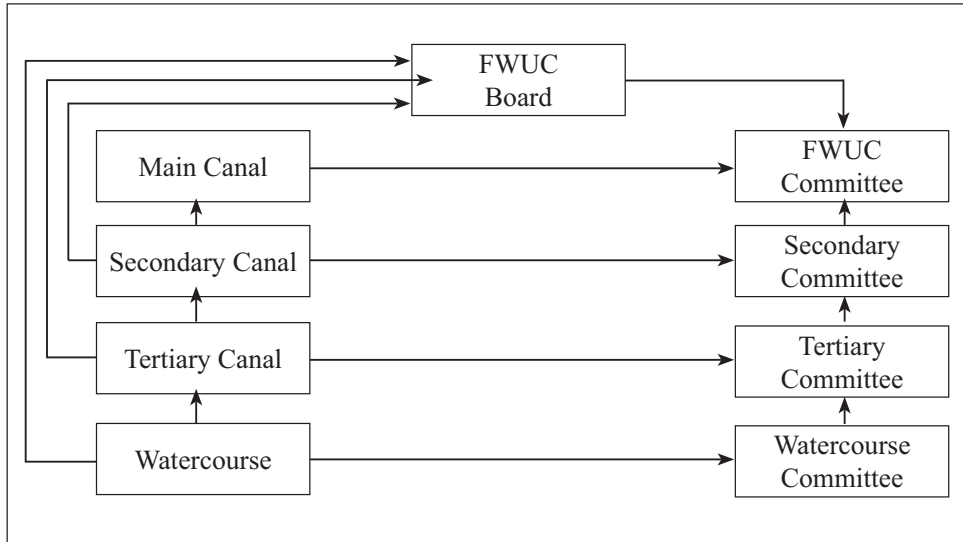 FWUC
Board
Main Canal
FWUC
Committee
Secondary Canal
Secondary
Committee
Tertiary Canal
Tertiary
Committee
Watercourse
Watercourse
Committee